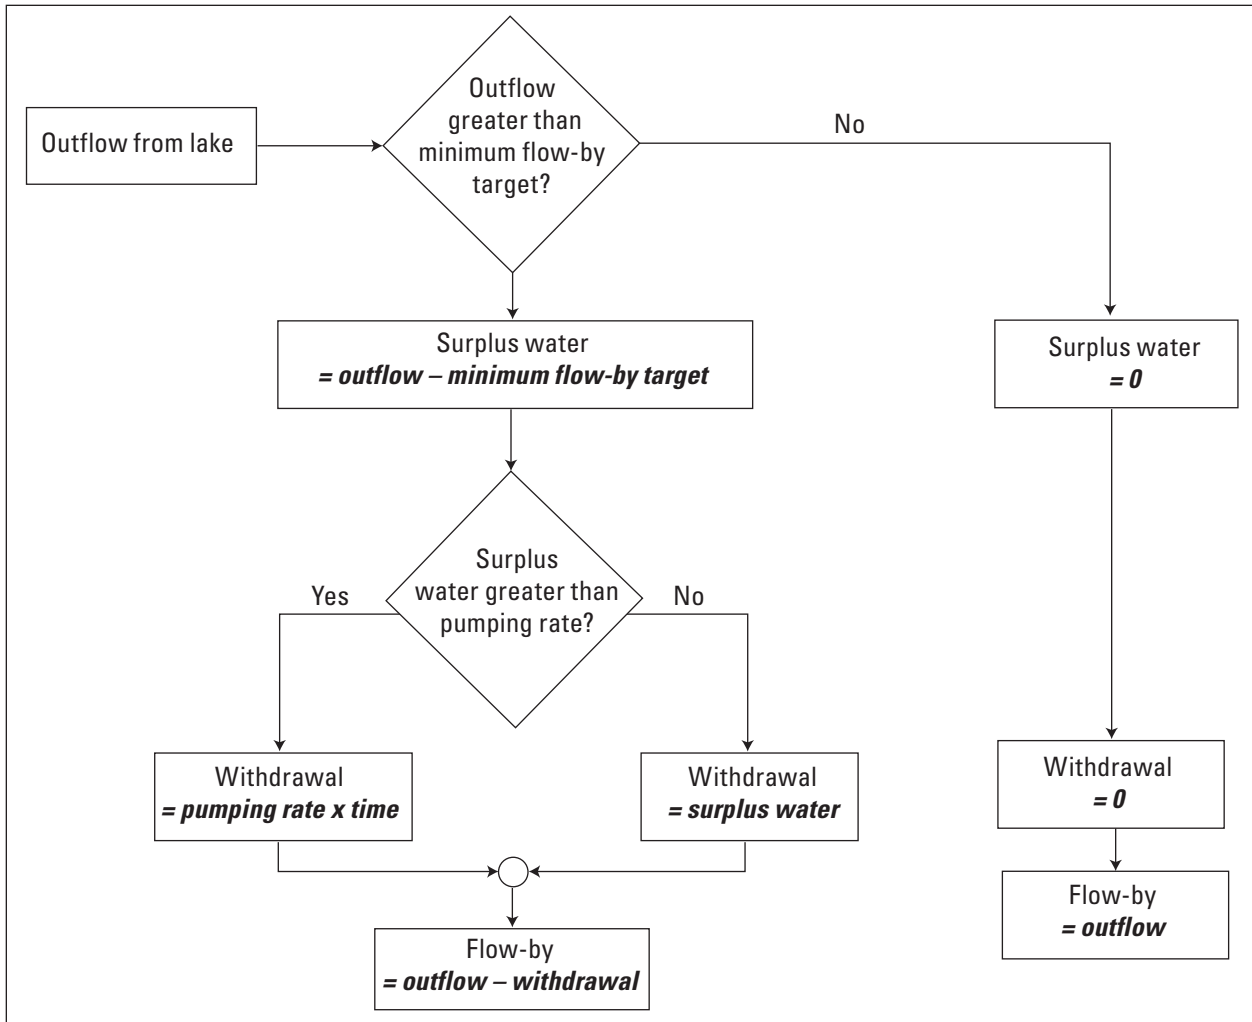 Outflow from lake
Outflow
greater than
minimum flow-by
target?
No
Surplus water
= outflow – minimum flow-by target
Surplus water
= 0
Surplus
water greater than
pumping rate?
Yes
No
Withdrawal
= pumping rate x time
Withdrawal
= surplus water
Withdrawal
= 0
Flow-by
= outflow – withdrawal
Flow-by
= outflow